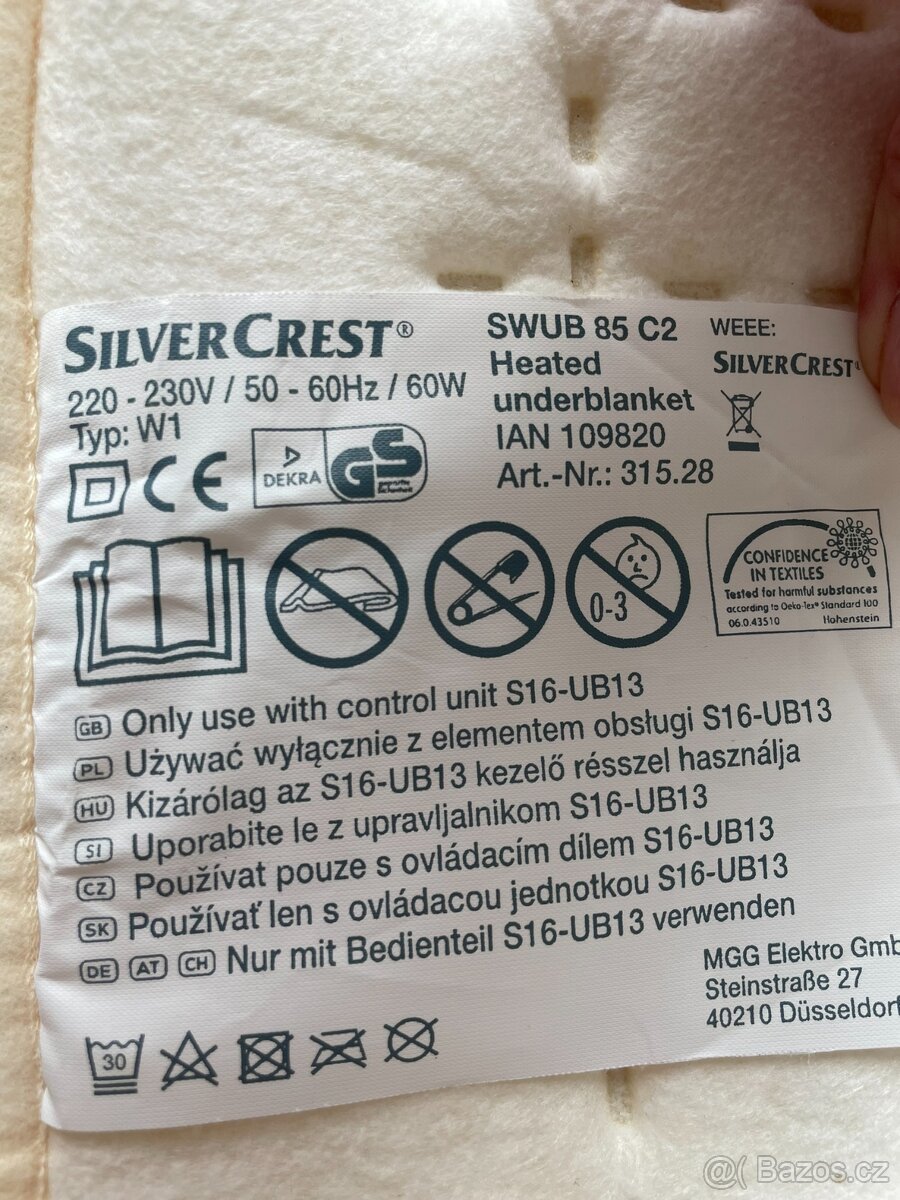 SILVERCREST®
220 - 230V / 50 - 60Hz / 60W
Typ: W1
SWUB 85 C2
Heated
underblanket
IAN 109820
Art.-Nr.: 315.28
WEEE:
SILVERCREST
CE
DEKRA
GS
geprüfte
Sicherheit
0-3
CONFIDENCE
IN TEXTILES
Tested for harmful substances
according to Oeko-Tex® Standard 100
06.0.43510 Hohenstein
GB Only use with control unit S16-UB13
PL Używać wyłącznie z elementem obsługi S16-UB13
HU Kizárólag az S16-UB13 kezelő résszel használja
SI Uporabite le z upravljalnikom S16-UB13
CZ Používat pouze s ovládacím dílem S16-UB13
SK Používať len s ovládacou jednotkou S16-UB13
DE AT CH Nur mit Bedienteil S16-UB13 verwenden
MGG Elektro Gmb
Steinstraße 27
40210 Düsseldorf
30
@( Bazos.cz